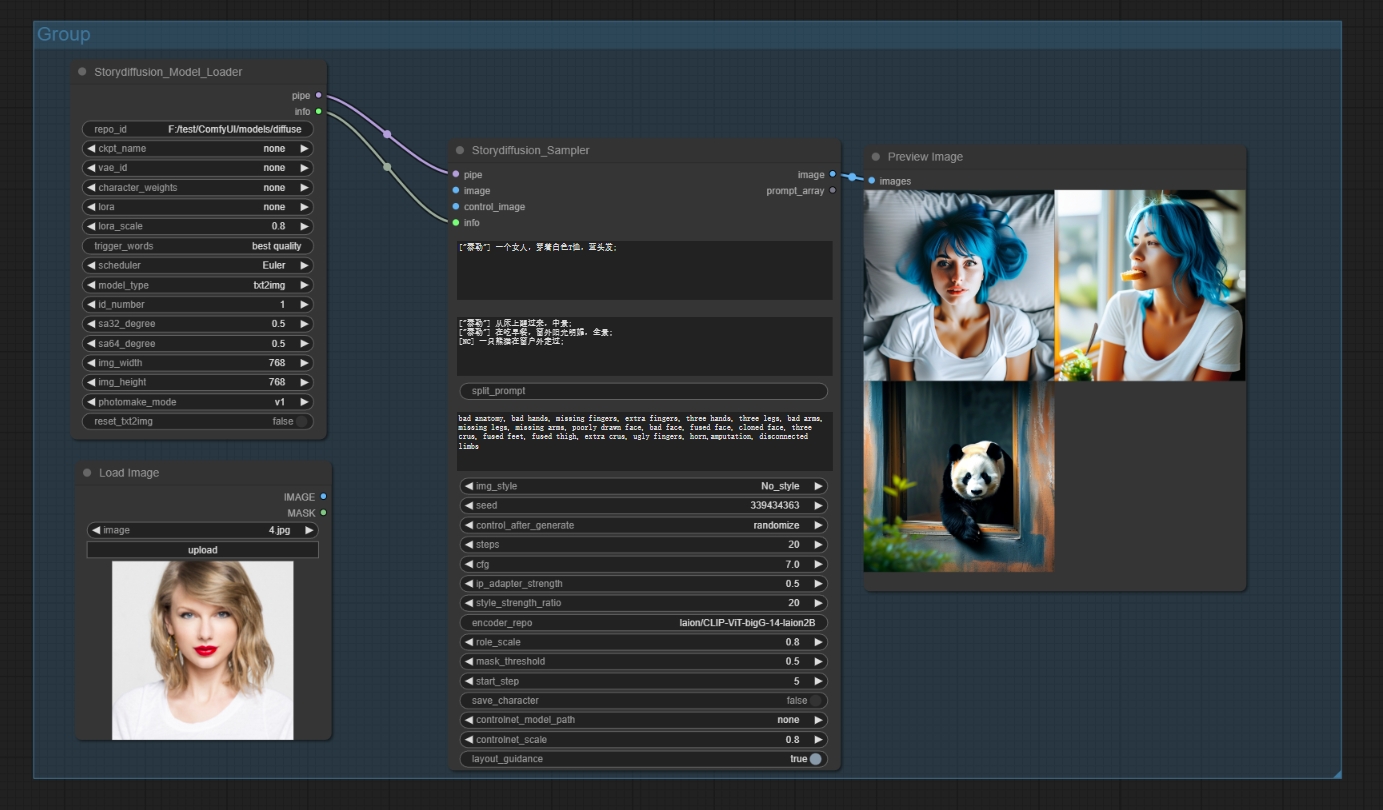 Group
Storydiffusion_Model_Loader
pipe
info
repo_id F:/test/ComfyUI/models/diffuse
ckpt_name none
vae_id none
character_weights none
lora none
lora_scale 0.8
trigger_words best quality
scheduler Euler
model_type txt2img
id_number 1
sa32_degree 0.5
sa64_degree 0.5
img_width 768
img_height 768
photomake_mode v1
reset_txt2img false
Load Image
IMAGE
MASK
image 4.jpg
upload
Storydiffusion_Sampler
pipe image
image prompt_array
control_image
info
["泰勒"] 一个女人，穿着白色T恤，蓝头发;
["泰勒"] 从床上醒过来，中景;
["泰勒"] 在吃早餐，窗外阳光明媚，全景;
[NC] 一只熊猫在窗户外走过;
split_prompt
bad anatomy, bad hands, missing fingers, extra fingers, three hands, three legs, bad arms,
missing legs, missing arms, poorly drawn face, bad face, fused face, cloned face, three
crus, fused feet, fused thigh, extra crus, ugly fingers, horn,amputation, disconnected
limbs
img_style No_style
seed 339434363
control_after_generate randomize
steps 20
cfg 7.0
ip_adapter_strength 0.5
style_strength_ratio 20
encoder_repo laion/CLIP-ViT-bigG-14-laion2B
role_scale 0.8
mask_threshold 0.5
start_step 5
save_character false
controlnet_model_path none
controlnet_scale 0.8
layout_guidance true
Preview Image
images